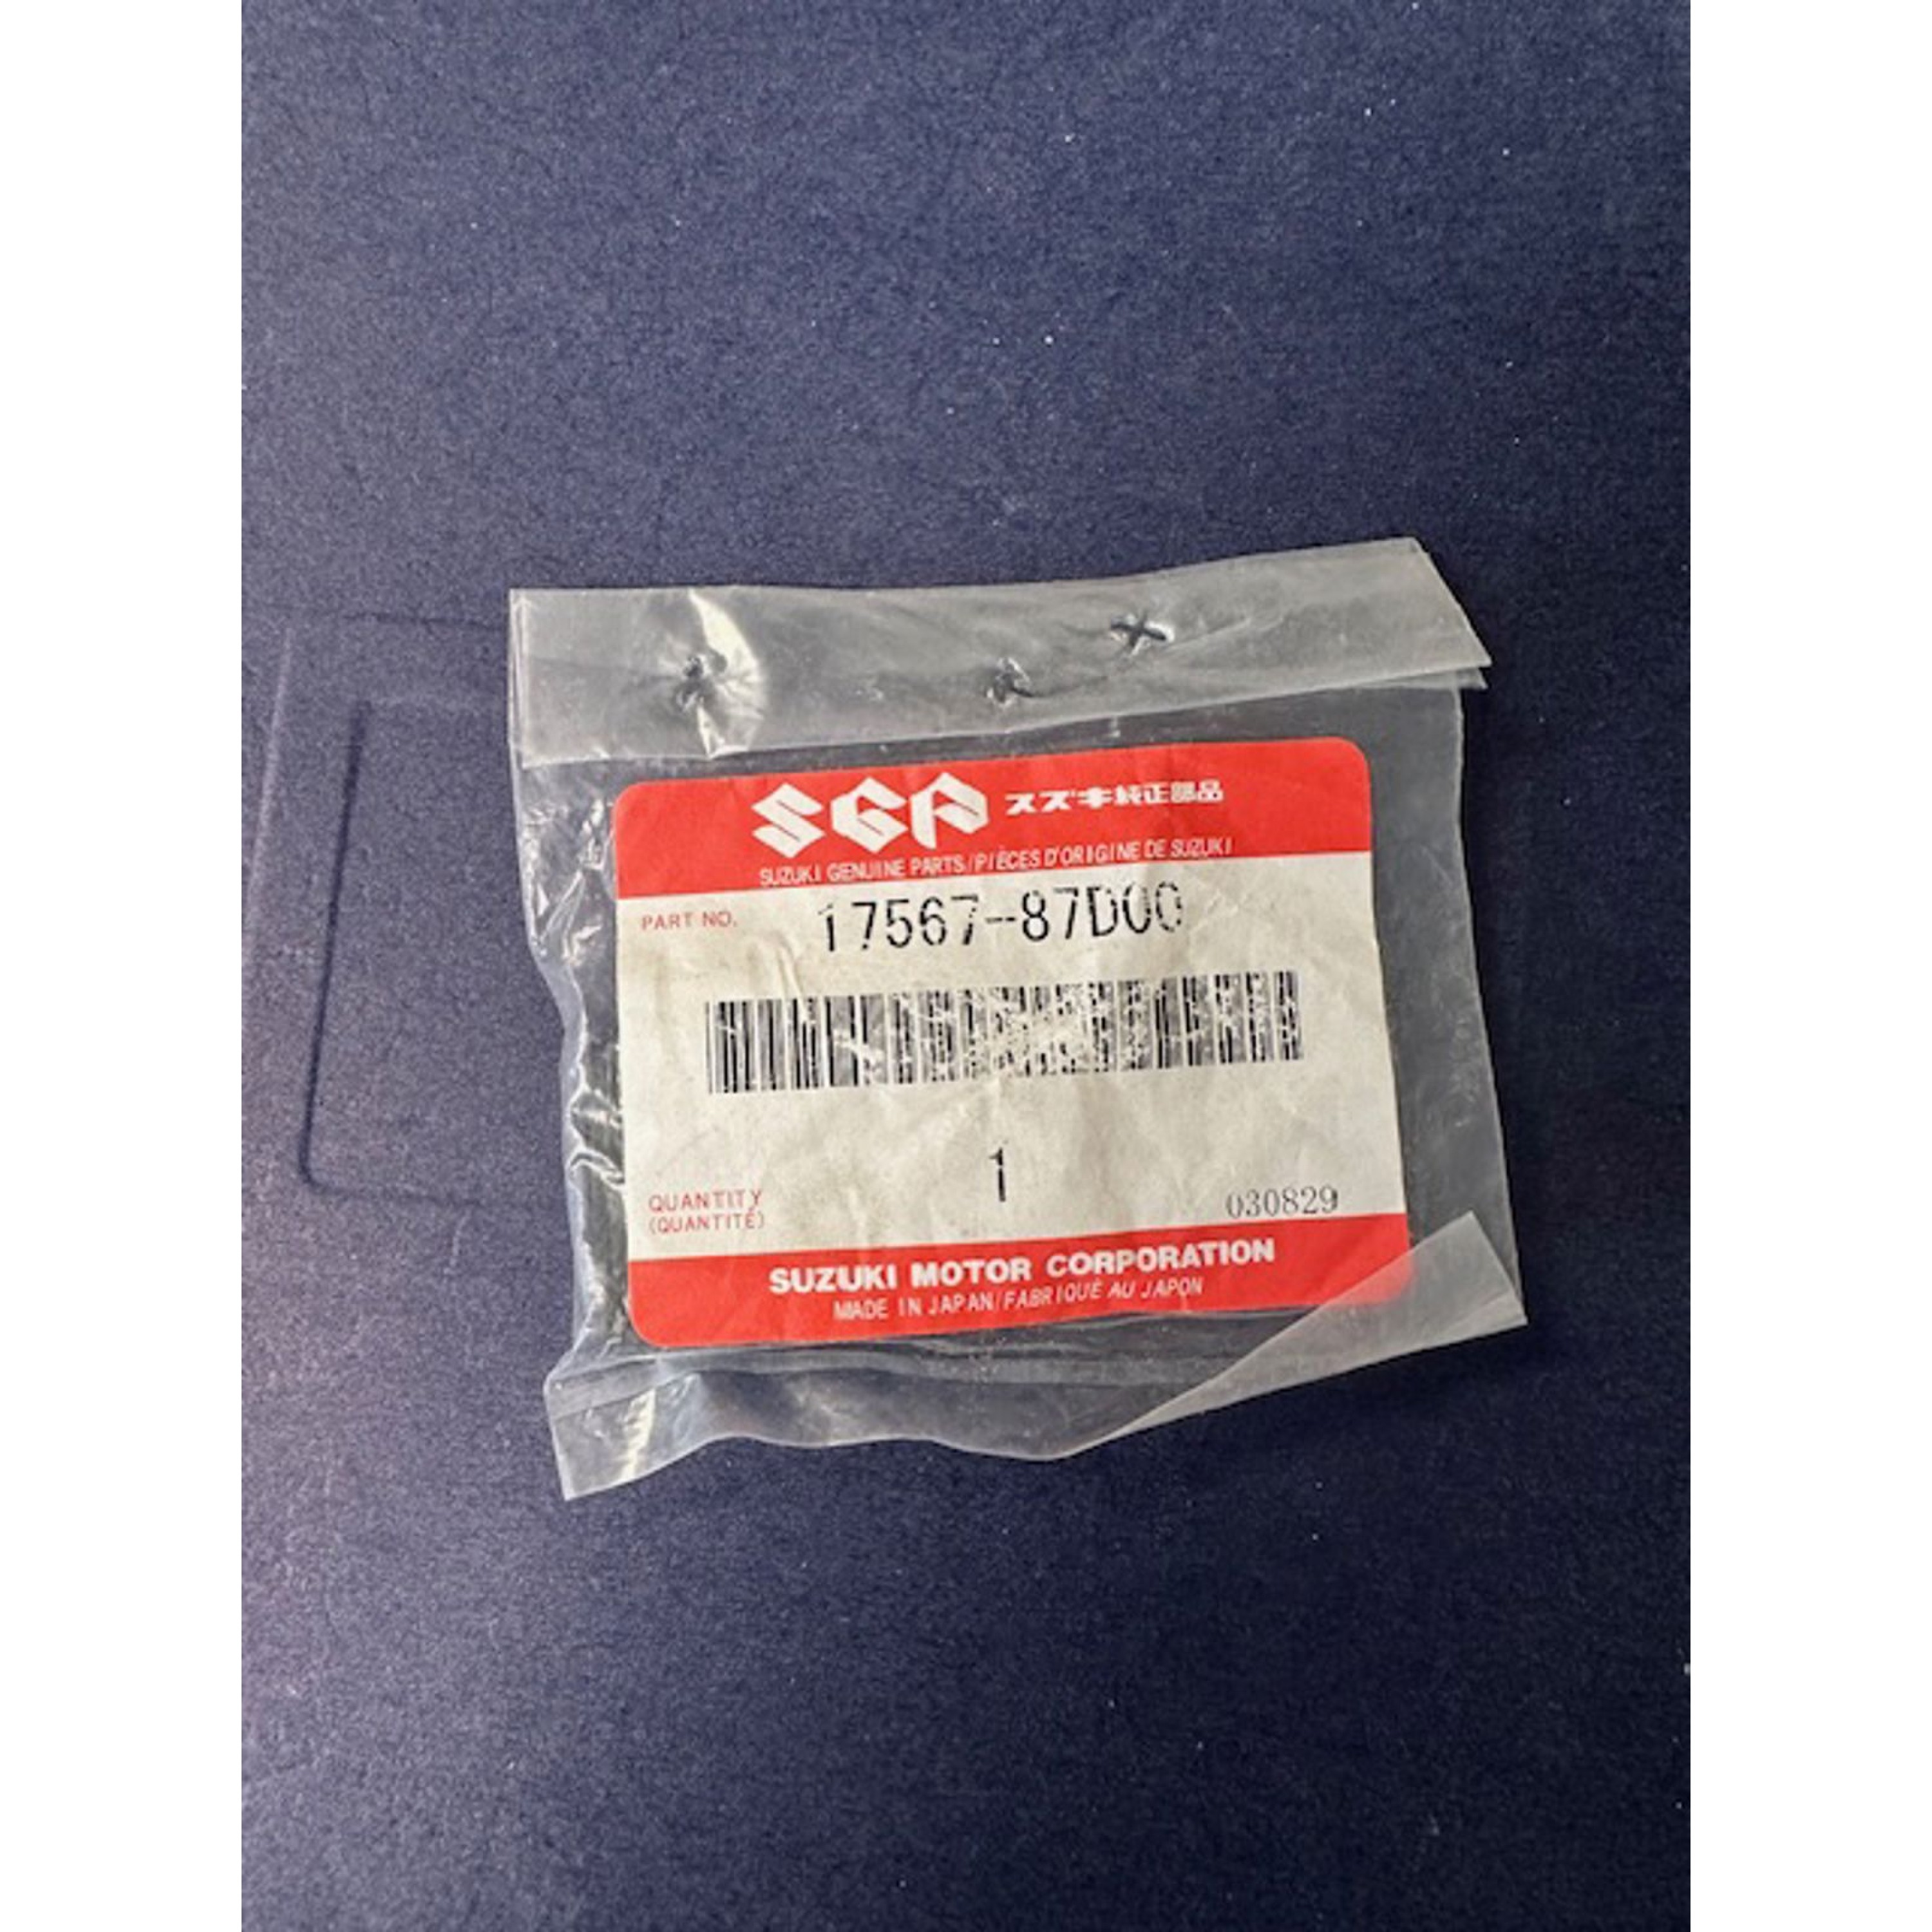 SGP スズキ純正部品
SUZUKI GENUINE PARTS/PIÈCES D'ORIGINE DE SUZUKI
PART NO. 17567-87D00
1
QUANTITY
(QUANTITÉ)
030829
SUZUKI MOTOR CORPORATION
MADE IN JAPAN/FABRIQUÉ AU JAPON